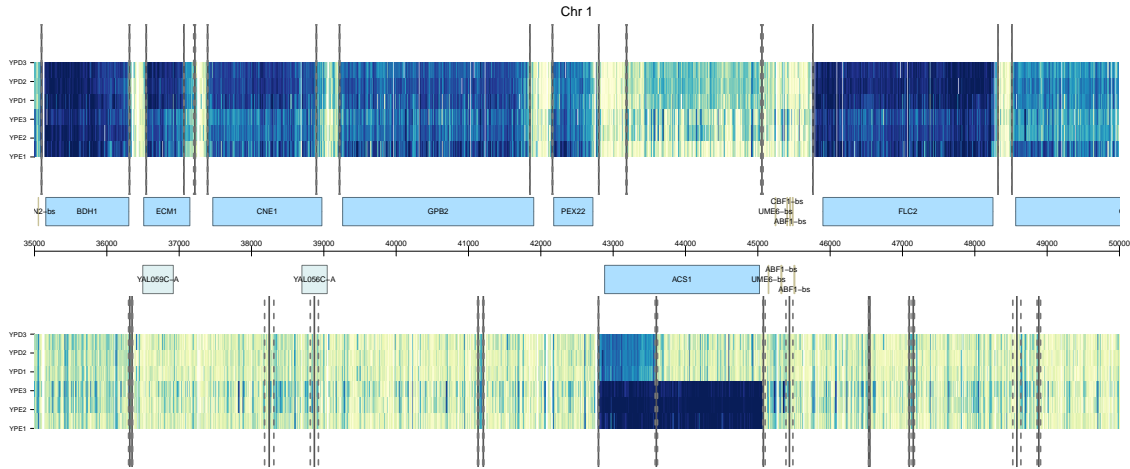 Chr 1
YPD3
YPD2
YPD1
YPE3
YPE2
YPE1
N2-bs BDH1 ECM1 CNE1 GPB2 PEX22 UME6-bs CBF1-bs ABF1-bs FLC2
35000 36000 37000 38000 39000 40000 41000 42000 43000 44000 45000 46000 47000 48000 49000 50000
YAL059C-A YAL056C-A ACS1 UME6-bs ABF1-bs ABF1-bs
YPD3
YPD2
YPD1
YPE3
YPE2
YPE1